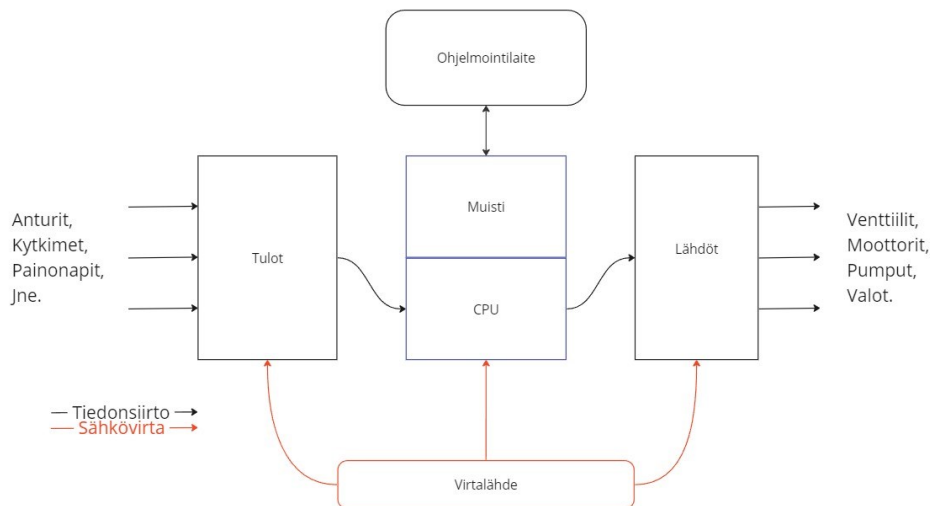 Ohjelmointilaite
Anturit,
Kytkimet,
Painonapit,
Jne.
Tulot
Muisti
CPU
Lähdöt
Venttiilit,
Moottorit,
Pumput,
Valot.
Tiedonsiirto
Sähkövirta
Virtalähde